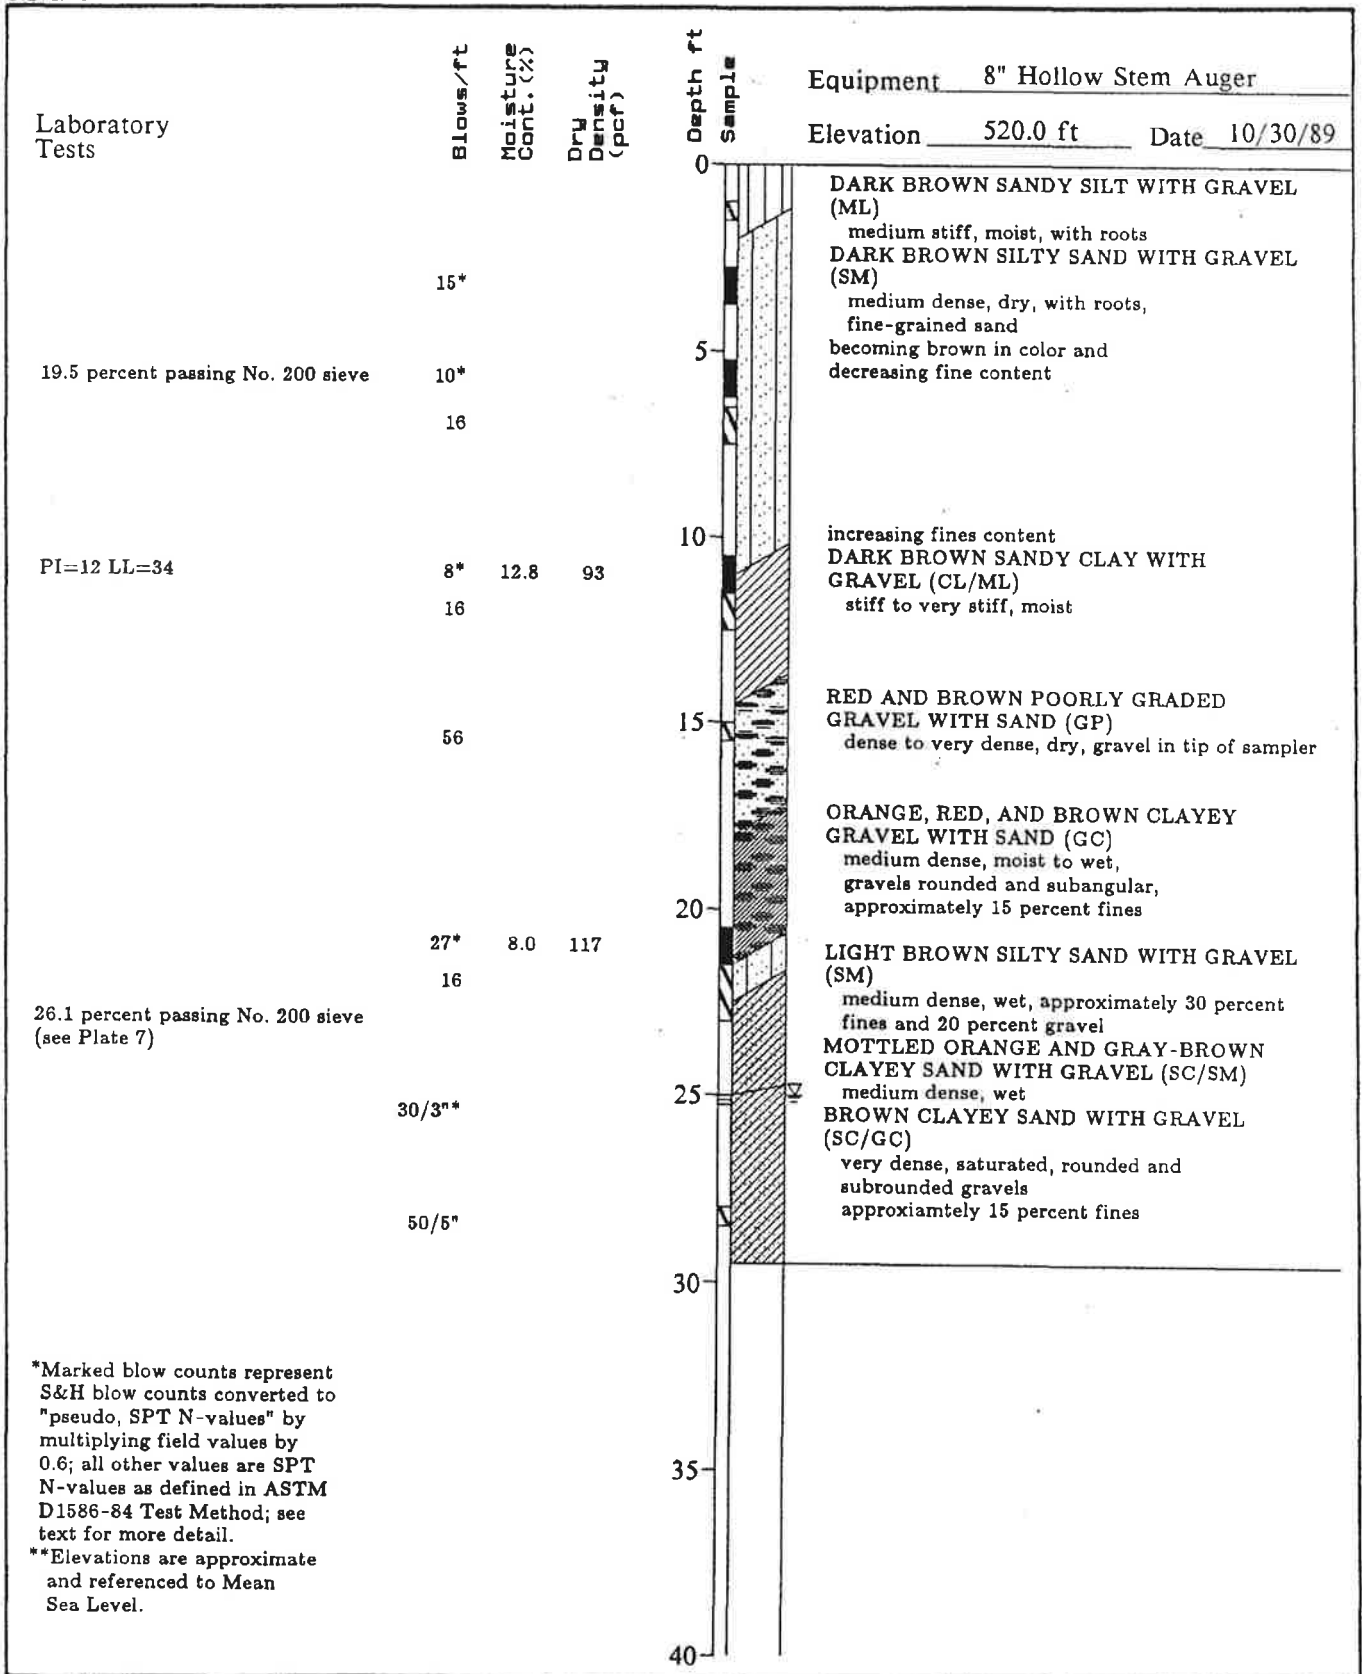 Laboratory
Tests
Blows/ft
Moisture
Cont.(%)
Dry
Density
(pcf)
Depth ft
Sample
Equipment 8" Hollow Stem Auger
Elevation 520.0 ft Date 10/30/89
0
DARK BROWN SANDY SILT WITH GRAVEL
(ML)
medium stiff, moist, with roots
DARK BROWN SILTY SAND WITH GRAVEL
(SM)
15*
medium dense, dry, with roots,
fine-grained sand
5
becoming brown in color and
19.5 percent passing No. 200 sieve 10* decreasing fine content
16
10
increasing fines content
DARK BROWN SANDY CLAY WITH
PI=12 LL=34 8* 12.8 93 GRAVEL (CL/ML)
16 stiff to very stiff, moist
RED AND BROWN POORLY GRADED
15 GRAVEL WITH SAND (GP)
56 dense to very dense, dry, gravel in tip of sampler
ORANGE, RED, AND BROWN CLAYEY
GRAVEL WITH SAND (GC)
medium dense, moist to wet,
gravels rounded and subangular,
20 approximately 15 percent fines
27* 8.0 117 LIGHT BROWN SILTY SAND WITH GRAVEL
16 (SM)
medium dense, wet, approximately 30 percent
26.1 percent passing No. 200 sieve fines and 20 percent gravel
(see Plate 7) MOTTLED ORANGE AND GRAY-BROWN
CLAYEY SAND WITH GRAVEL (SC/SM)
25 medium dense, wet
30/3"* BROWN CLAYEY SAND WITH GRAVEL
(SC/GC)
very dense, saturated, rounded and
subrounded gravels
50/5" approxiamtely 15 percent fines
30
*Marked blow counts represent
S&H blow counts converted to
"pseudo, SPT N-values" by
multiplying field values by
0.6; all other values are SPT
35
N-values as defined in ASTM
D1586-84 Test Method; see
text for more detail.
**Elevations are approximate
and referenced to Mean
Sea Level.
40